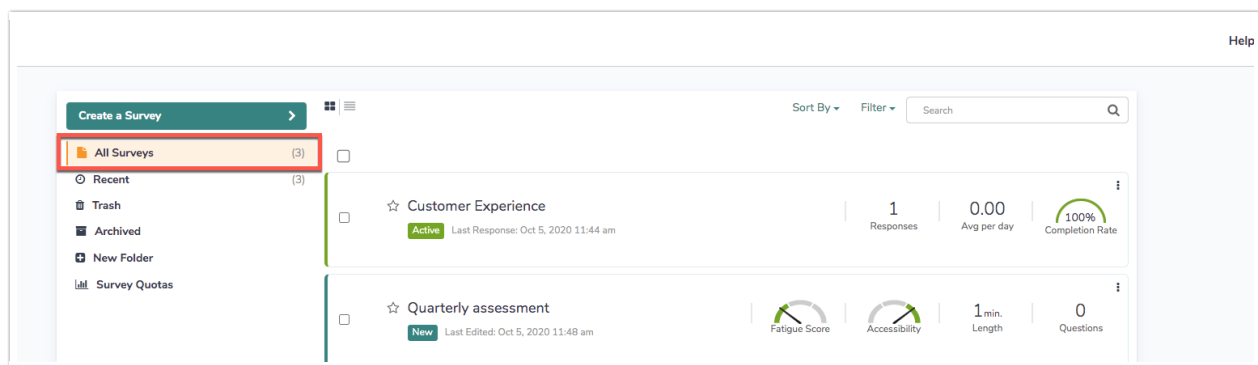 Help
Create a Survey
Sort By
Filter
Search
All Surveys (3)
Recent (3)
Trash
Archived
New Folder
Survey Quotas
Customer Experience
Active Last Response: Oct 5, 2020 11:44 am
1
Responses
0.00
Avg per day
100%
Completion Rate
Quarterly assessment
New Last Edited: Oct 5, 2020 11:48 am
Fatigue Score
Accessibility
1 min.
Length
0
Questions